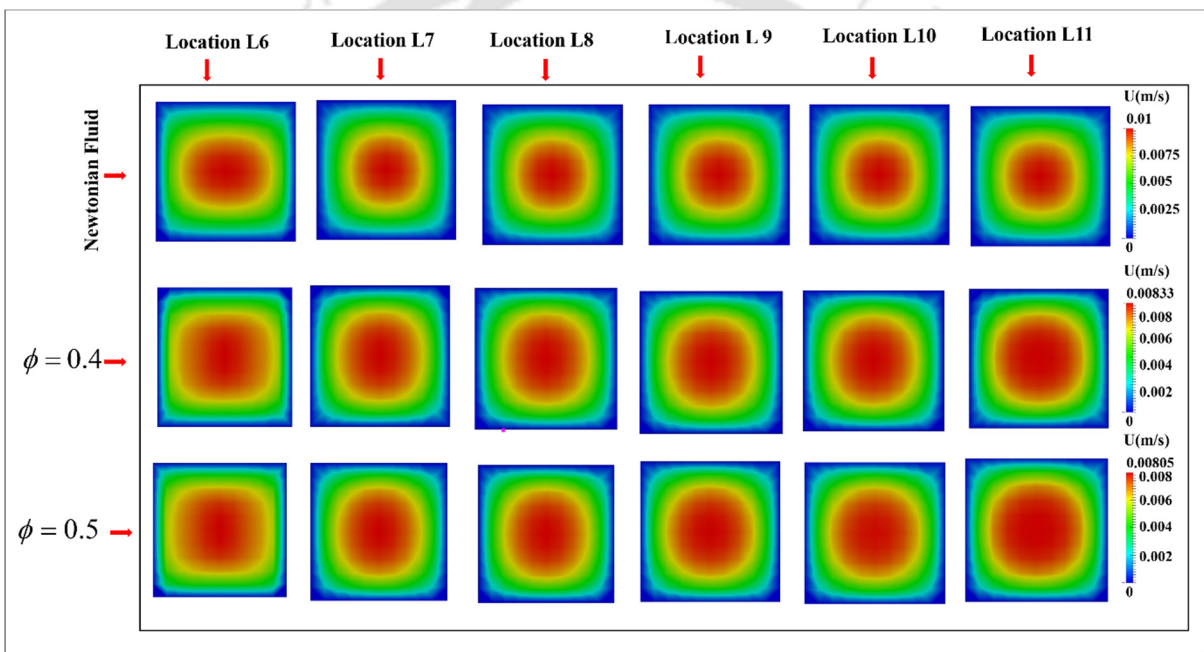 Location L6
Location L7
Location L8
Location L 9
Location L10
Location L11
Newtonian Fluid
U(m/s)
0.01
0.0075
0.005
0.0025
0
ϕ = 0.4
U(m/s)
0.00833
0.008
0.006
0.004
0.002
0
ϕ = 0.5
U(m/s)
0.00805
0.008
0.006
0.004
0.002
0